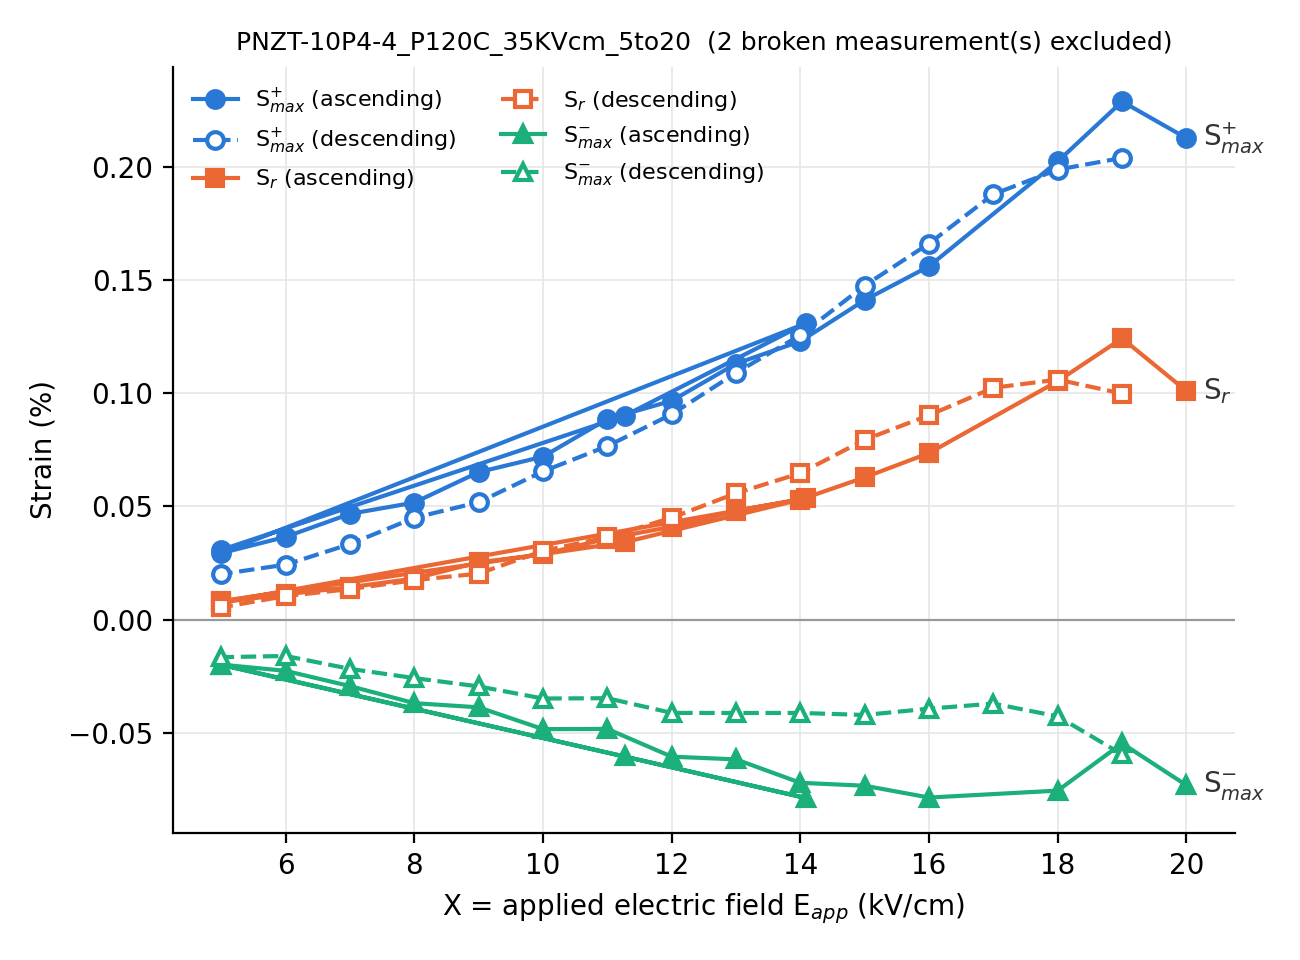 PNZT-10P4-4_P120C_35KVcm_5to20 (2 broken measurement(s) excluded)
S+max (ascending)
S+max (descending)
Sr (ascending)
Sr (descending)
S−max (ascending)
S−max (descending)
S+max
Sr
S−max
Strain (%)
0.20
0.15
0.10
0.05
0.00
−0.05
6 8 10 12 14 16 18 20
X = applied electric field Eapp (kV/cm)